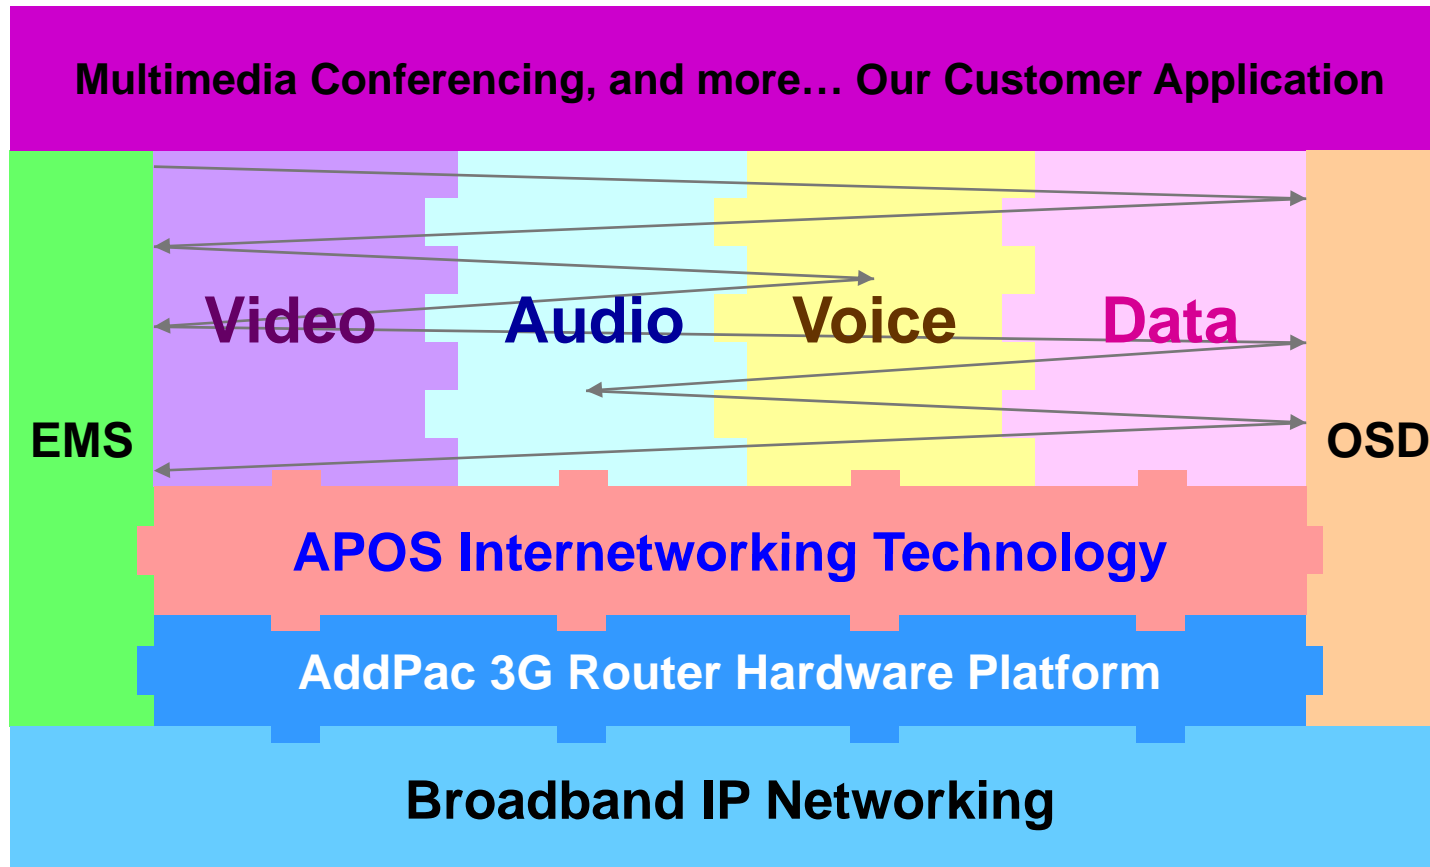 Multimedia Conferencing, and more… Our Customer Application
Video Audio Voice Data
EMS
OSD
APOS Internetworking Technology
AddPac 3G Router Hardware Platform
Broadband IP Networking